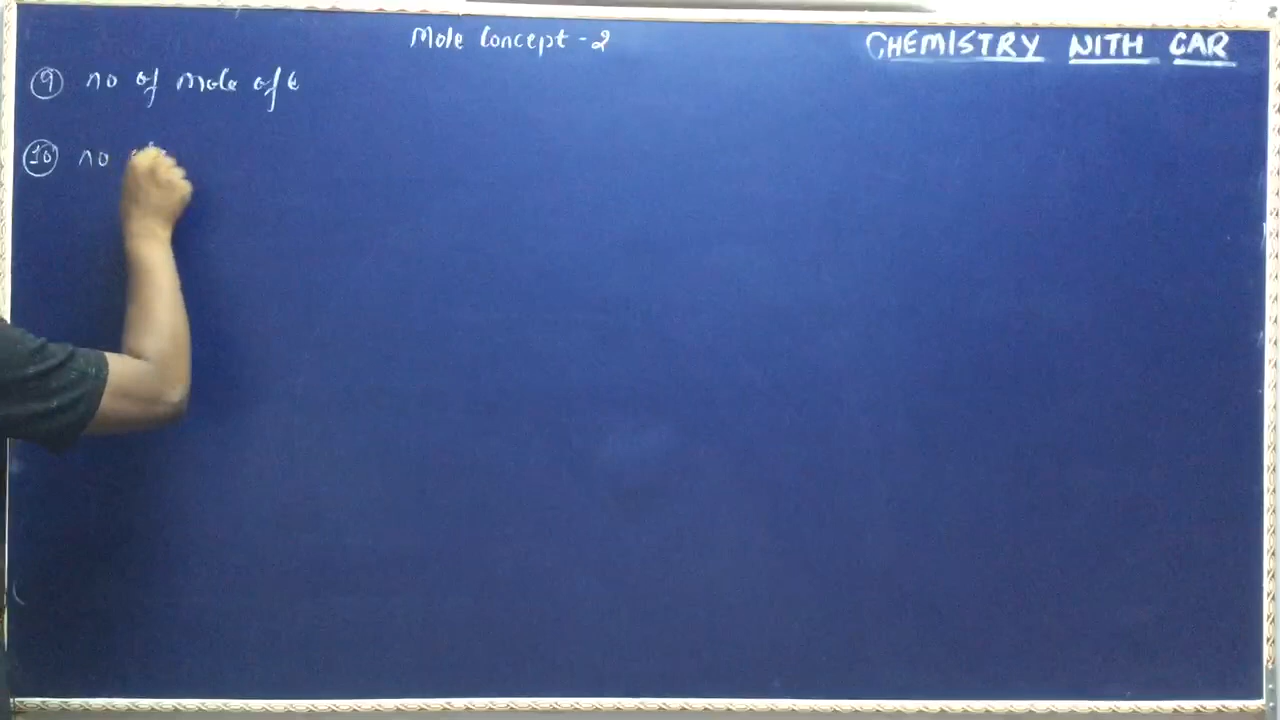 Mole Concept - 2
CHEMISTRY WITH CAR
⑨ no of mole of e
⑩ no